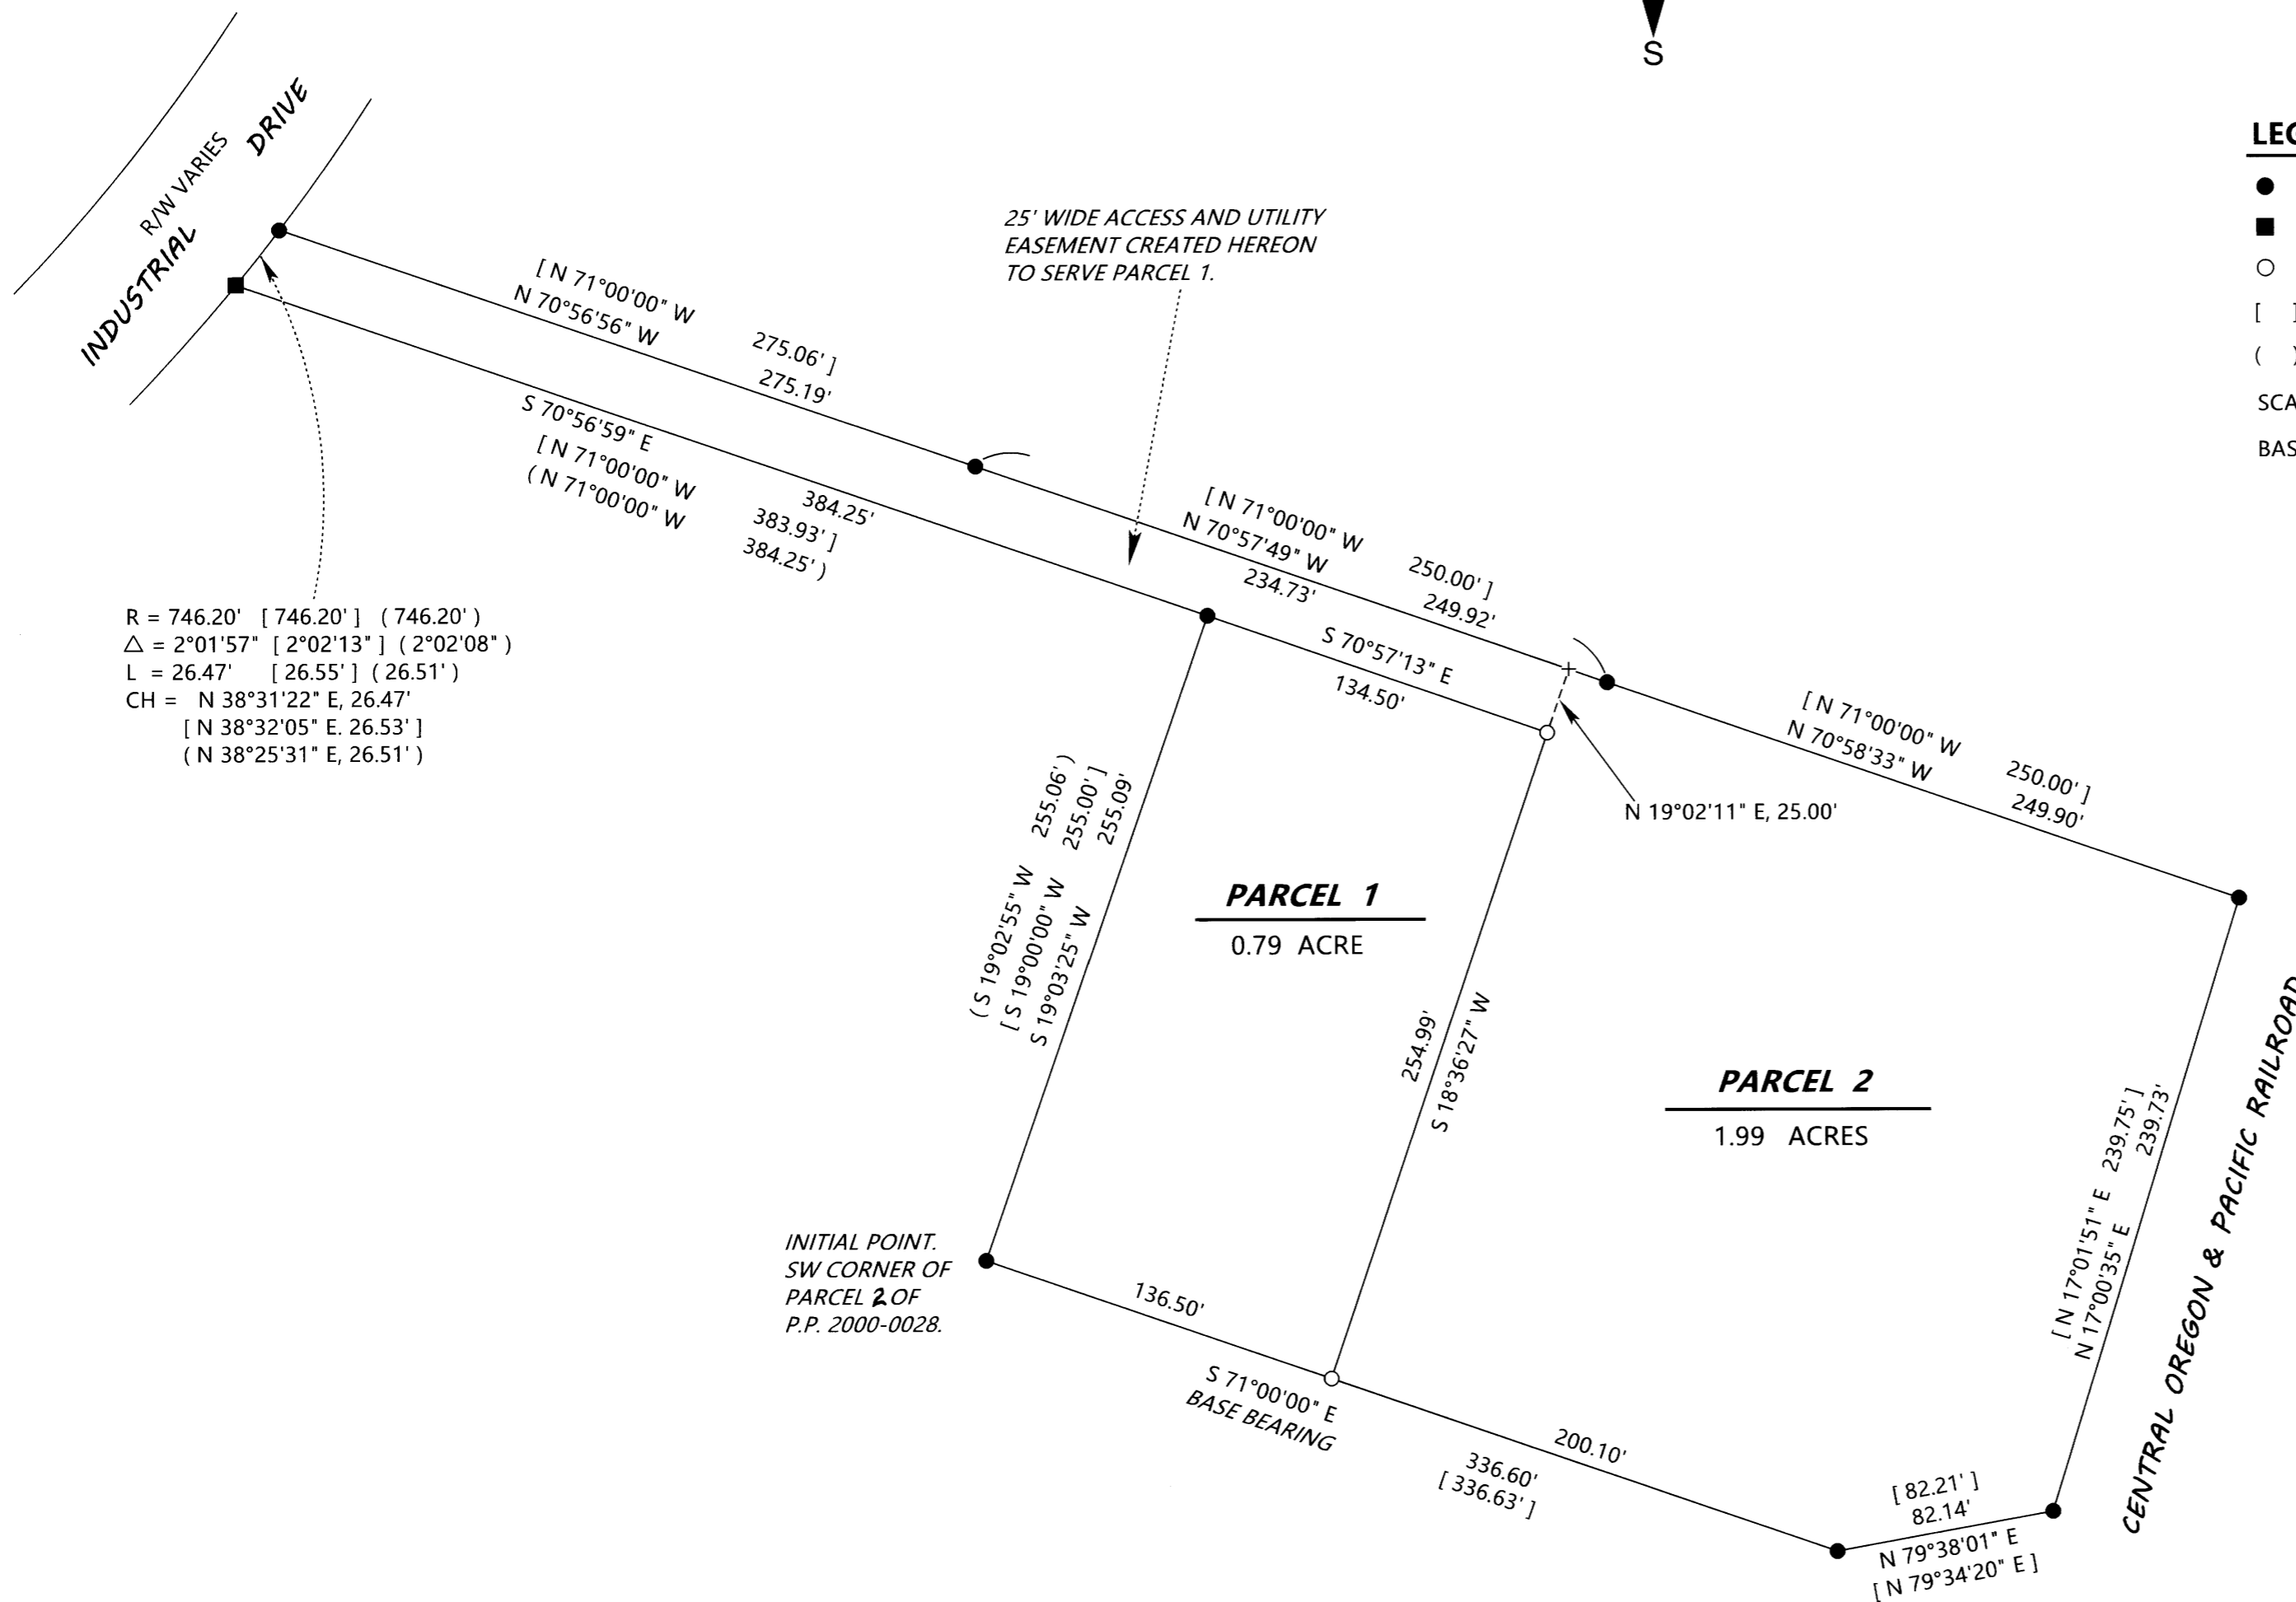 S
LEG
[ ]
( )
SCA
BAS
INDUSTRIAL DRIVE
R/W VARIES
[ N 71°00'00" W 275.06' ]
N 70°56'56" W 275.19'
25' WIDE ACCESS AND UTILITY
EASEMENT CREATED HEREON
TO SERVE PARCEL 1.
S 70°56'59" E 384.25'
[ N 71°00'00" W 383.93' ]
( N 71°00'00" W 384.25' )
[ N 71°00'00" W 250.00' ]
N 70°57'49" W 249.92'
234.73'
S 70°57'13" E
134.50'
[ N 71°00'00" W 250.00' ]
N 70°58'33" W 249.90'
N 19°02'11" E, 25.00'
R = 746.20' [ 746.20' ] ( 746.20' )
△ = 2°01'57" [ 2°02'13" ] ( 2°02'08" )
L = 26.47' [ 26.55' ] ( 26.51' )
CH = N 38°31'22" E, 26.47'
[ N 38°32'05" E. 26.53' ]
( N 38°25'31" E, 26.51' )
( S 19°02'55" W 255.06' )
[ S 19°00'00" W 255.00' ]
S 19°03'25" W 255.09'
PARCEL 1
0.79 ACRE
254.99'
S 18°36'27" W
PARCEL 2
1.99 ACRES
[ N 17°01'51" E 239.75' ]
N 17°00'35" E 239.73'
CENTRAL OREGON & PACIFIC RAILROAD
INITIAL POINT.
SW CORNER OF
PARCEL 2 OF
P.P. 2000-0028.
136.50'
S 71°00'00" E
BASE BEARING
200.10'
336.60'
[ 336.63' ]
[ 82.21' ]
82.14'
N 79°38'01" E
[ N 79°34'20" E ]